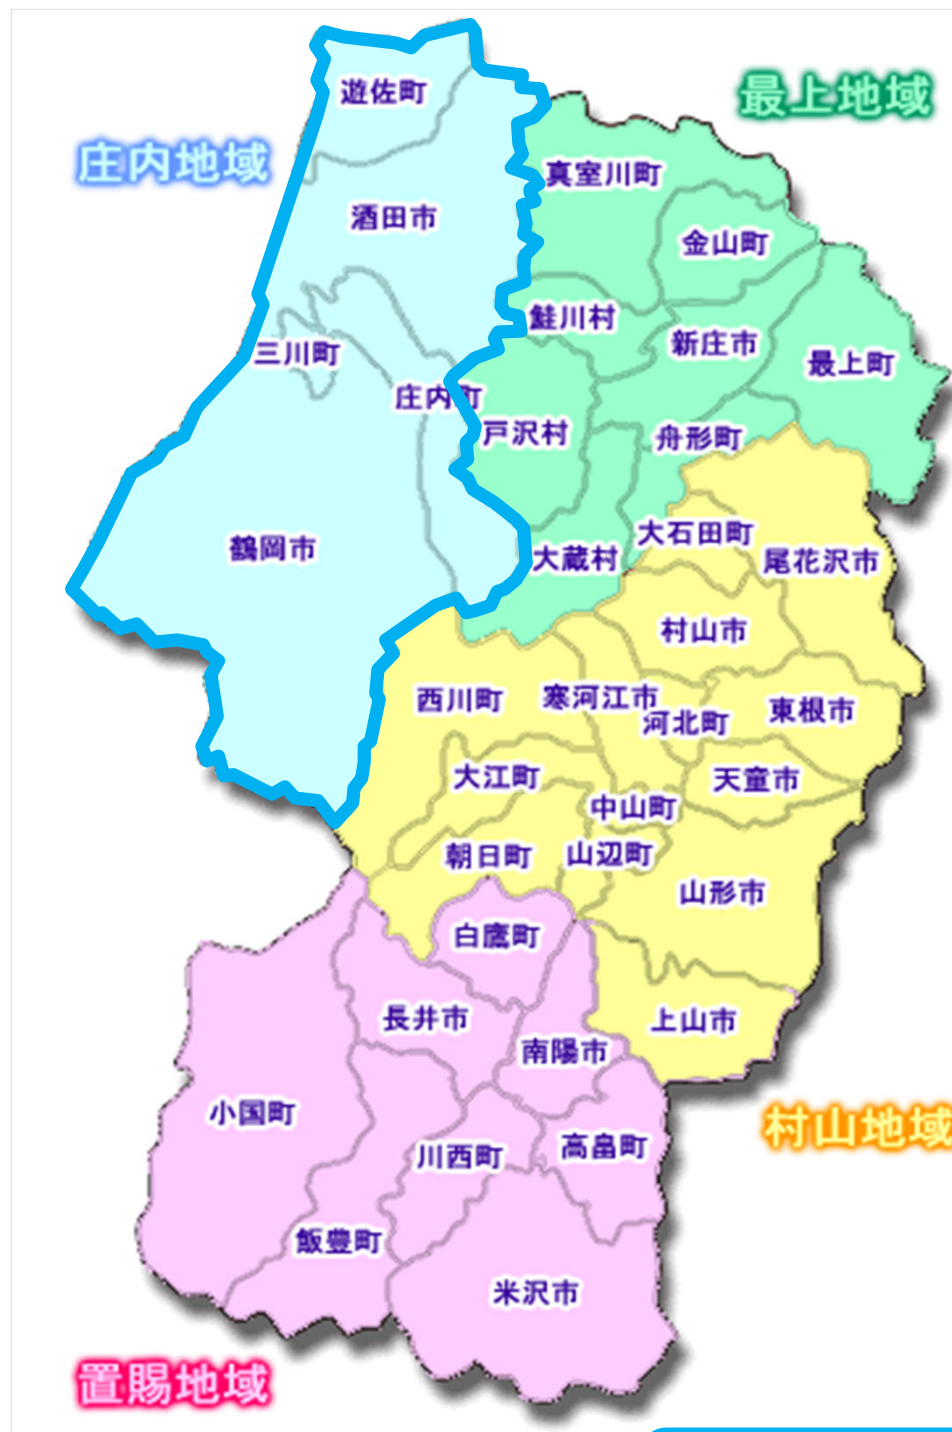 遊佐町
最上地域
庄内地域
真室川町
酒田市
金山町
鮭川村
新庄市
三川町
最上町
庄内町
戸沢村
舟形町
大石田町
鶴岡市
大蔵村
尾花沢市
村山市
西川町
寒河江市
河北町
東根市
大江町
天童市
中山町
朝日町
山辺町
山形市
白鷹町
長井市
上山市
南陽市
小国町
村山地域
川西町
高畠町
飯豊町
米沢市
置賜地域